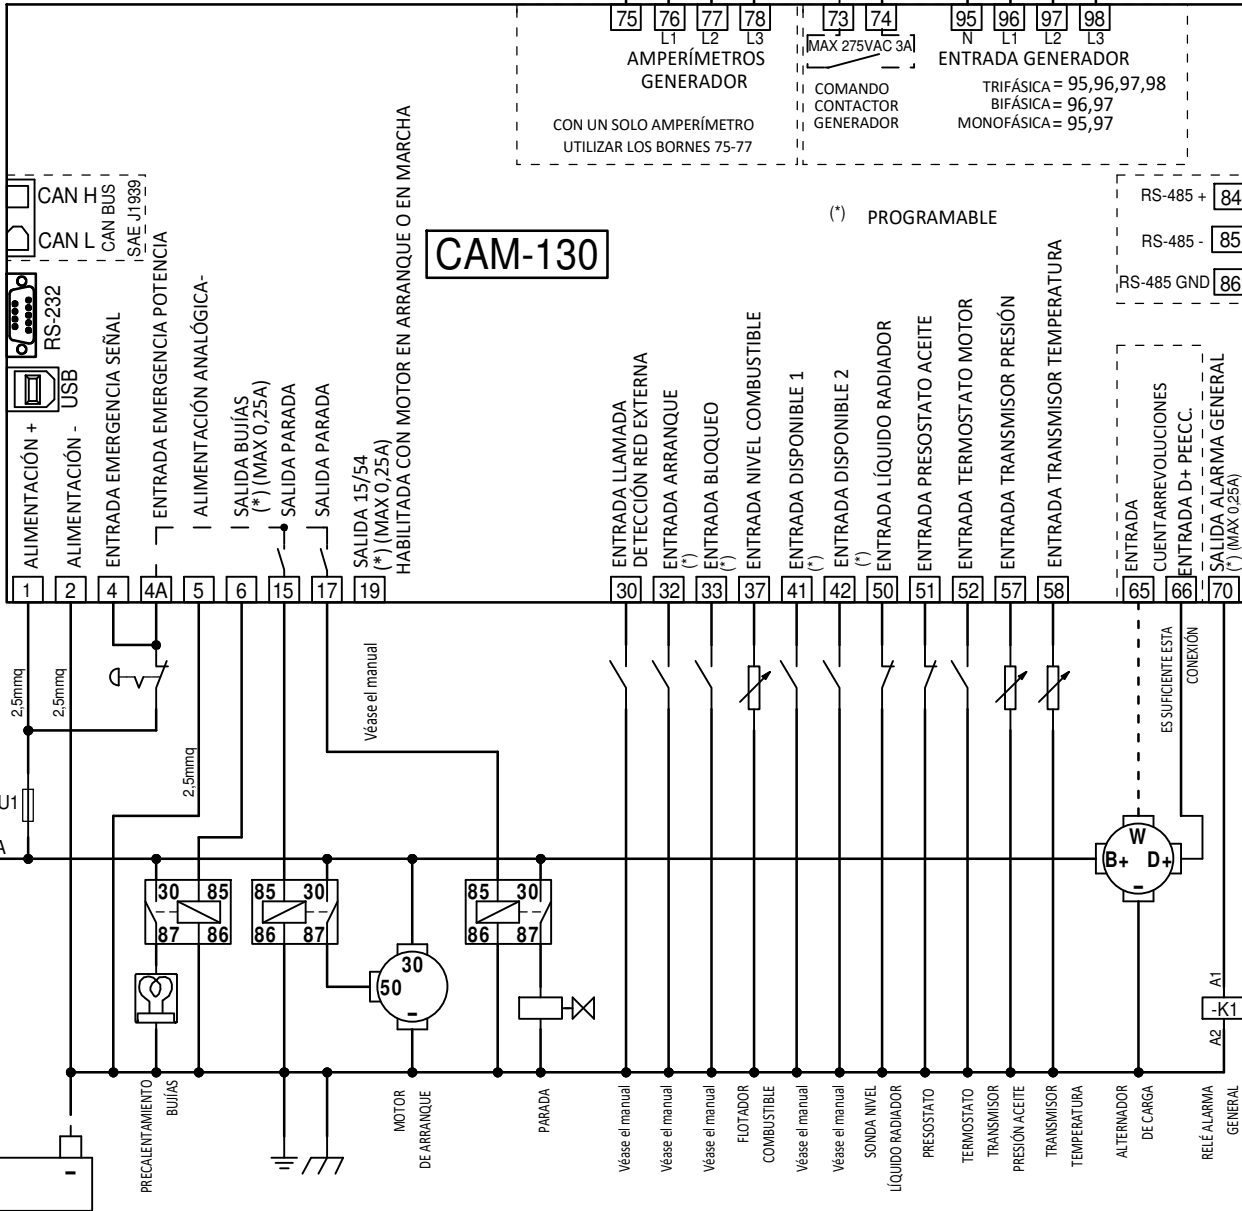 75 76 77 78 73 74 95 96 97 98
L1 L2 L3 N L1 L2 L3
AMPERÍMETROS
GENERADOR
CON UN SOLO AMPERÍMETRO
UTILIZAR LOS BORNES 75-77
MAX 275VAC 3A
COMANDO
CONTACTOR
GENERADOR
ENTRADA GENERADOR
TRIFÁSICA = 95,96,97,98
BIFÁSICA = 96,97
MONOFÁSICA = 95,97
(*) PROGRAMABLE
CAM-130
CAN H
CAN L
CAN BUS
SAE J1939
RS-232
USB
RS-485 + 84
RS-485 - 85
RS-485 GND 86
ALIMENTACIÓN +
ALIMENTACIÓN -
ENTRADA EMERGENCIA SEÑAL
ENTRADA EMERGENCIA POTENCIA
ALIMENTACIÓN ANALÓGICA-
SALIDA BUJÍAS
(*) (MAX 0,25A)
SALIDA PARADA
SALIDA PARADA
SALIDA 15/54
(*) (MAX 0,25A)
HABILITADA CON MOTOR EN ARRANQUE O EN MARCHA
ENTRADA LLAMADA
DETECCIÓN RED EXTERNA
ENTRADA ARRANQUE
(*)
ENTRADA BLOQUEO
(*)
ENTRADA NIVEL COMBUSTIBLE
ENTRADA DISPONIBLE 1
(*)
ENTRADA DISPONIBLE 2
(*)
ENTRADA LÍQUIDO RADIADOR
ENTRADA PRESOSTATO ACEITE
ENTRADA TERMOSTATO MOTOR
ENTRADA TRANSMISOR PRESIÓN
ENTRADA TRANSMISOR TEMPERATURA
ENTRADA
CUENTARREVOLUCIONES
ENTRADA D+ PEECC.
SALIDA ALARMA GENERAL
(*) (MAX 0,25A)
1 2 4 4A 5 6 15 17 19 30 32 33 37 41 42 50 51 52 57 58 65 66 70
2,5mmq
2,5mmq
2,5mmq
Véase el manual
ES SUFICIENTE ESTA
CONEXIÓN
U1
A
W
B+ D+
-
30 85
87 86
85 30
86 87
85 30
86 87
30
50
-
A1
-K1
A2
-
PRECALENTAMIENTO
BUJÍAS
MOTOR
DE ARRANQUE
PARADA
Véase el manual
Véase el manual
Véase el manual
FLOTADOR
COMBUSTIBLE
Véase el manual
Véase el manual
SONDA NIVEL
LÍQUIDO RADIADOR
PRESOSTATO
TERMOSTATO
TRANSMISOR
PRESIÓN ACEITE
TRANSMISOR
TEMPERATURA
ALTERNADOR
DE CARGA
RELÉ ALARMA
GENERAL